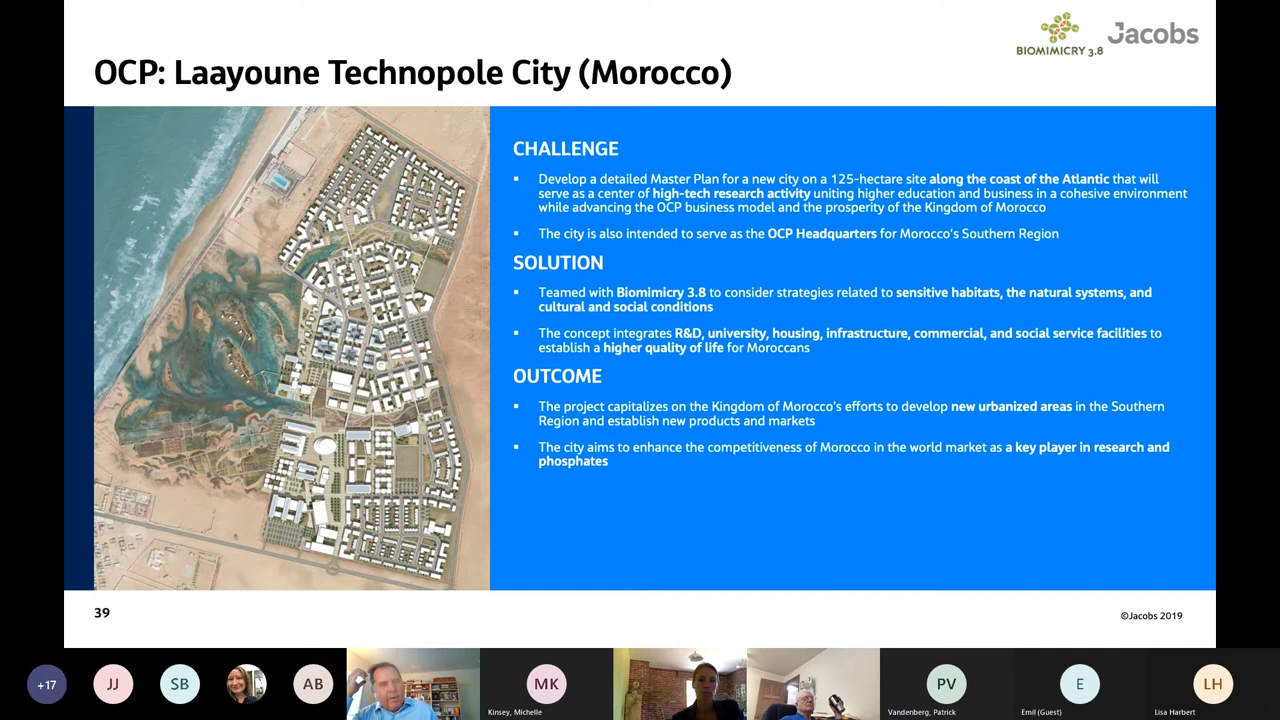 BIOMIMICRY 3.8
Jacobs
OCP: Laayoune Technopole City (Morocco)
CHALLENGE
▪ Develop a detailed Master Plan for a new city on a 125-hectare site along the coast of the Atlantic that will
serve as a center of high-tech research activity uniting higher education and business in a cohesive environment
while advancing the OCP business model and the prosperity of the Kingdom of Morocco
▪ The city is also intended to serve as the OCP Headquarters for Morocco's Southern Region
SOLUTION
▪ Teamed with Biomimicry 3.8 to consider strategies related to sensitive habitats, the natural systems, and
cultural and social conditions
▪ The concept integrates R&D, university, housing, infrastructure, commercial, and social service facilities to
establish a higher quality of life for Moroccans
OUTCOME
▪ The project capitalizes on the Kingdom of Morocco's efforts to develop new urbanized areas in the Southern
Region and establish new products and markets
▪ The city aims to enhance the competitiveness of Morocco in the world market as a key player in research and
phosphates
39
©Jacobs 2019
+17
JJ
SB
AB
MK
Kinsey, Michelle
PV
Vandenberg, Patrick
E
Emil (Guest)
LH
Lisa Harbert